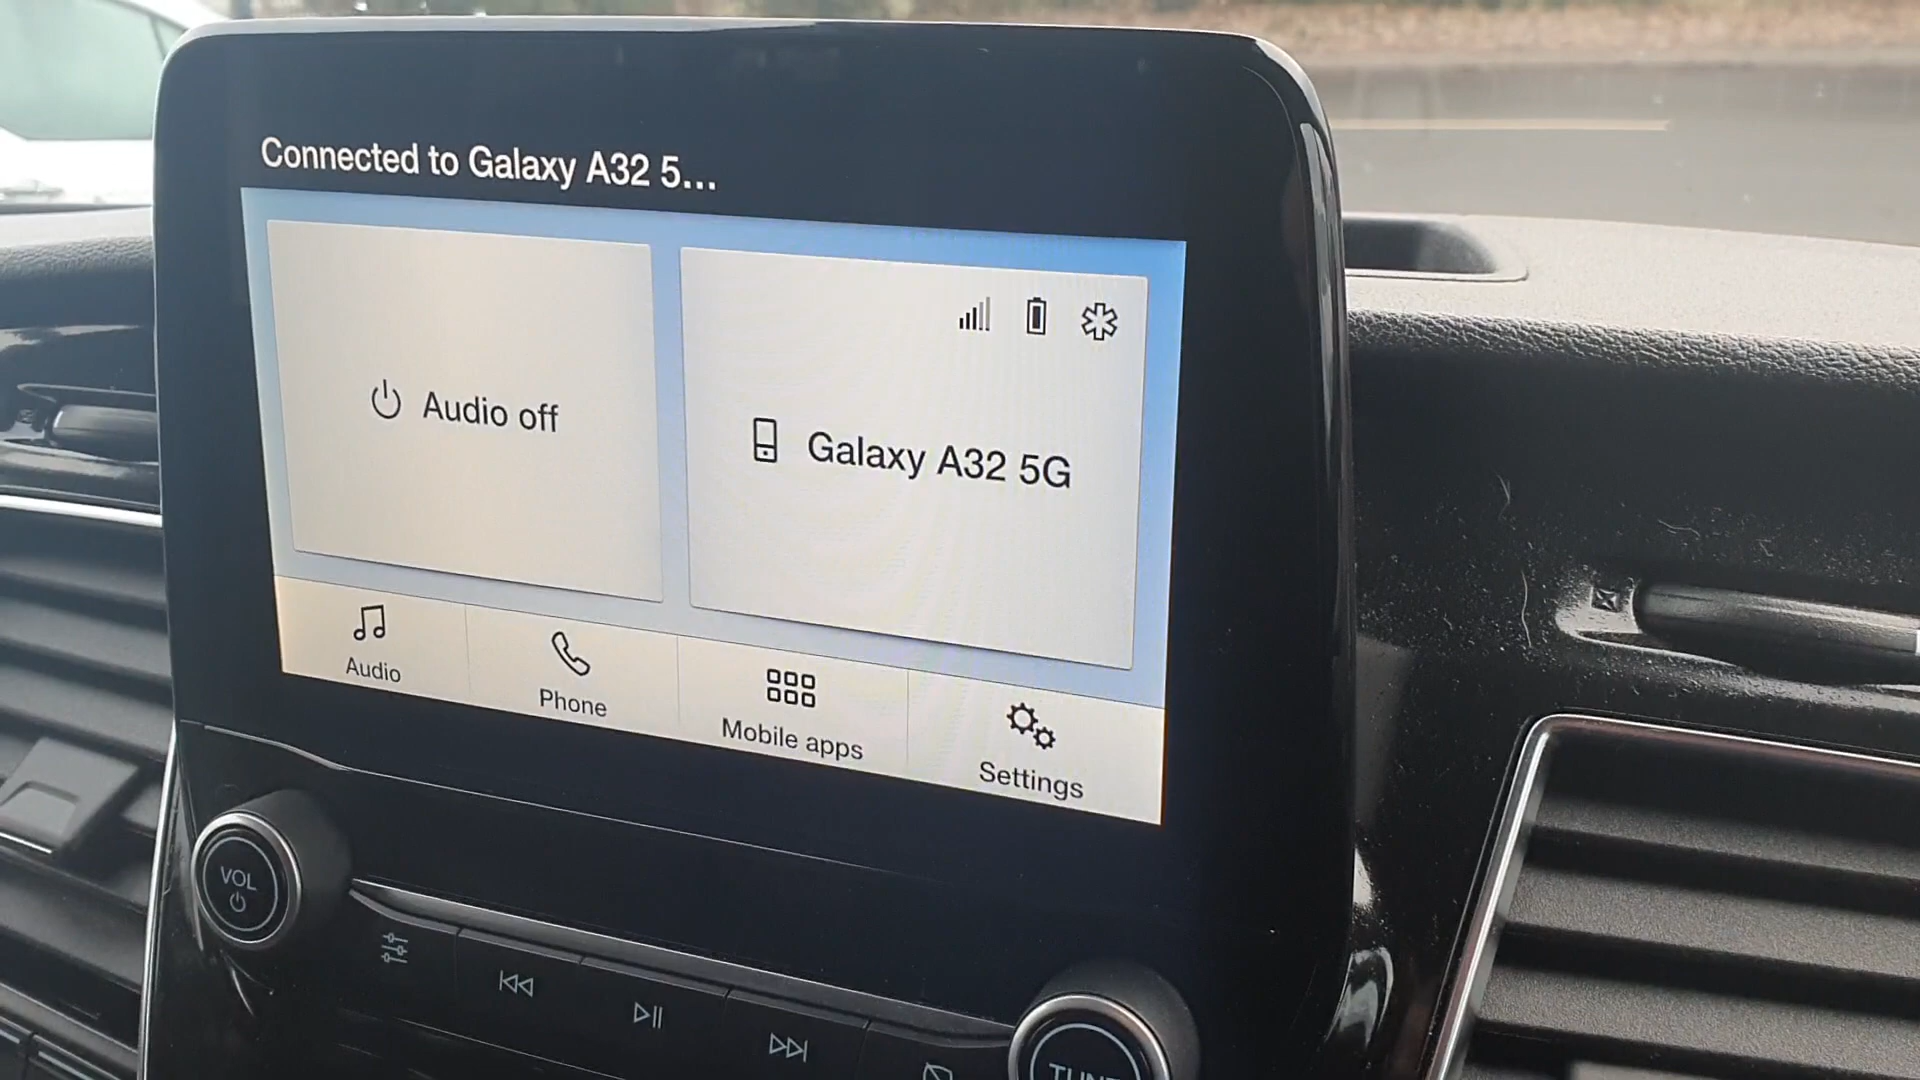 Connected to Galaxy A32 5...
Audio off
Galaxy A32 5G
Audio
Phone
Mobile apps
Settings
VOL